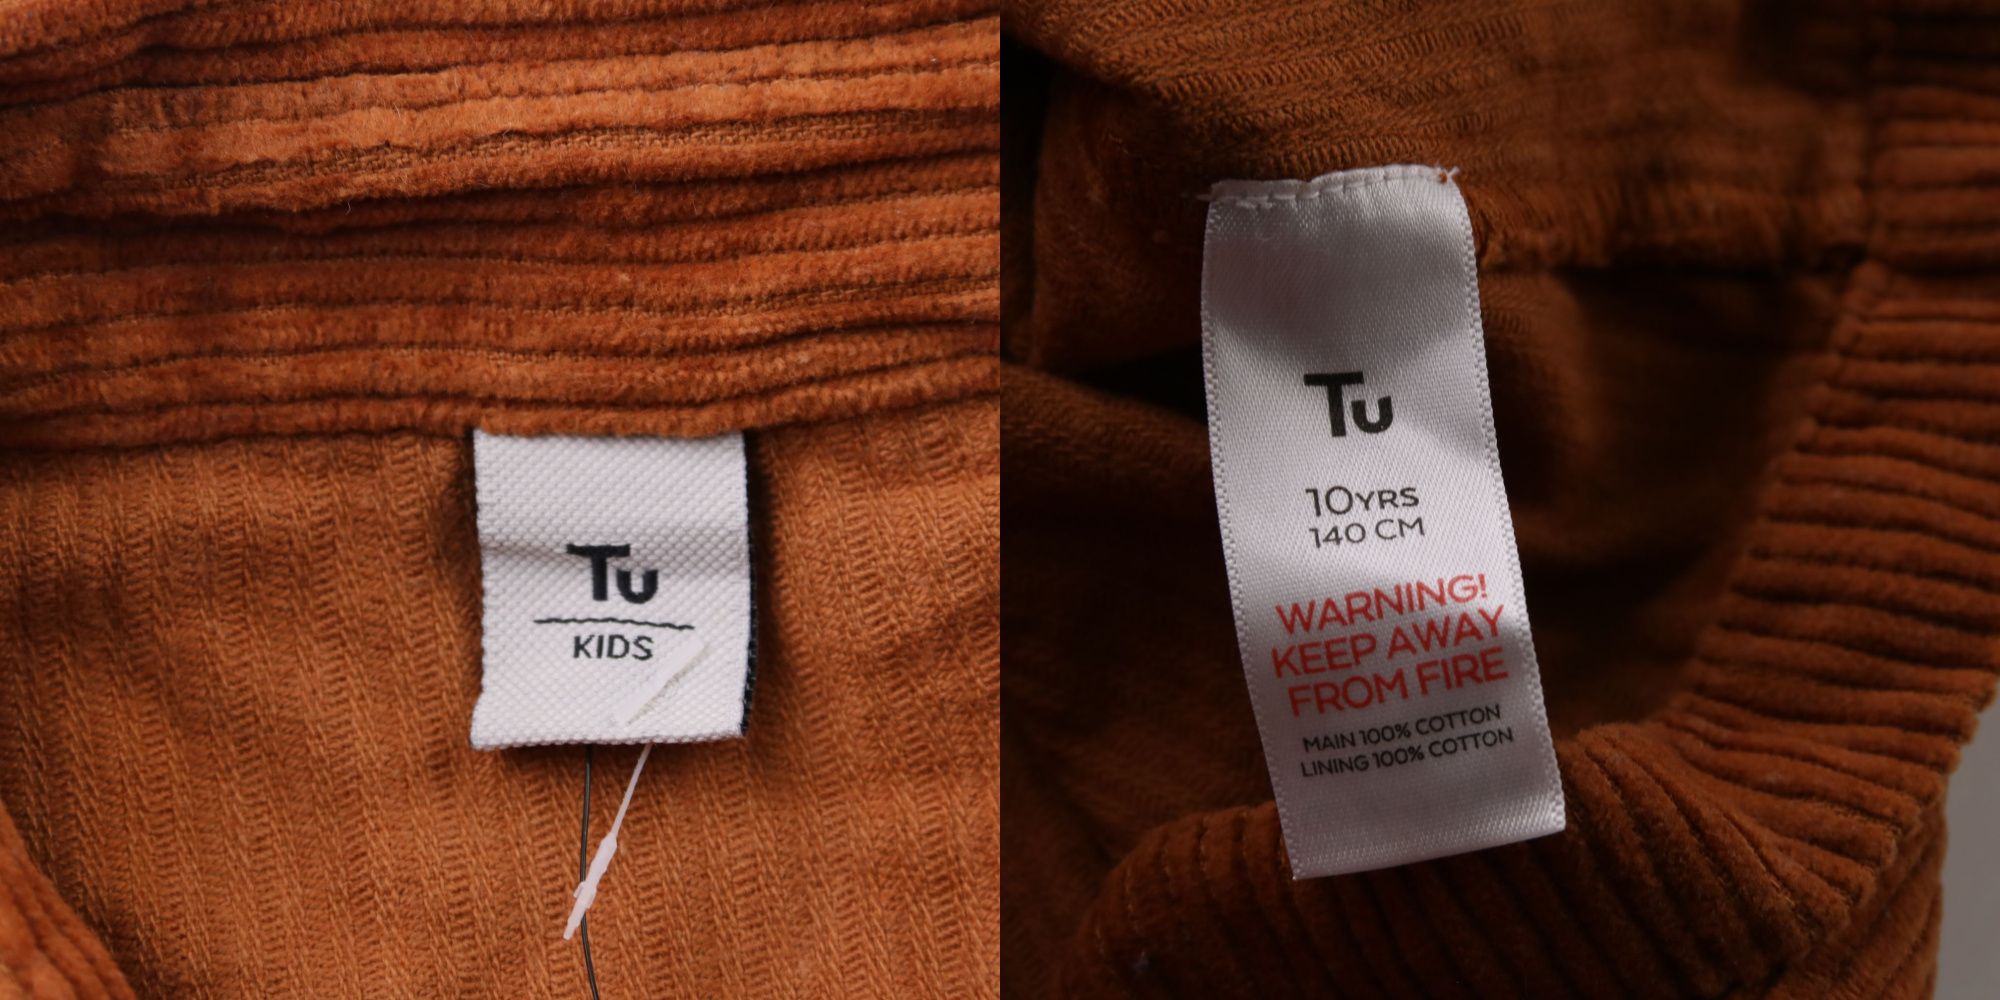 Tu
KIDS
Tu
10YRS
140 CM
WARNING!
KEEP AWAY
FROM FIRE
MAIN 100% COTTON
LINING 100% COTTON